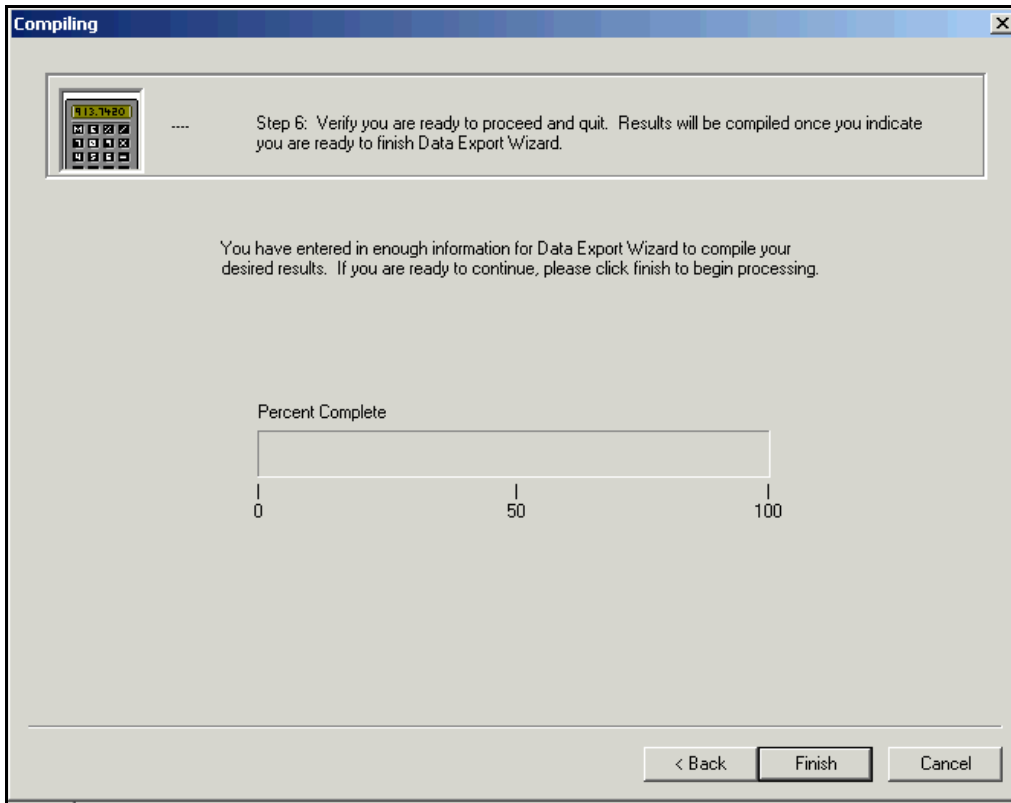 Compiling
913.7420
----
Step 6: Verify you are ready to proceed and quit. Results will be compiled once you indicate
you are ready to finish Data Export Wizard.
You have entered in enough information for Data Export Wizard to compile your
desired results. If you are ready to continue, please click finish to begin processing.
Percent Complete
0 50 100
< Back Finish Cancel